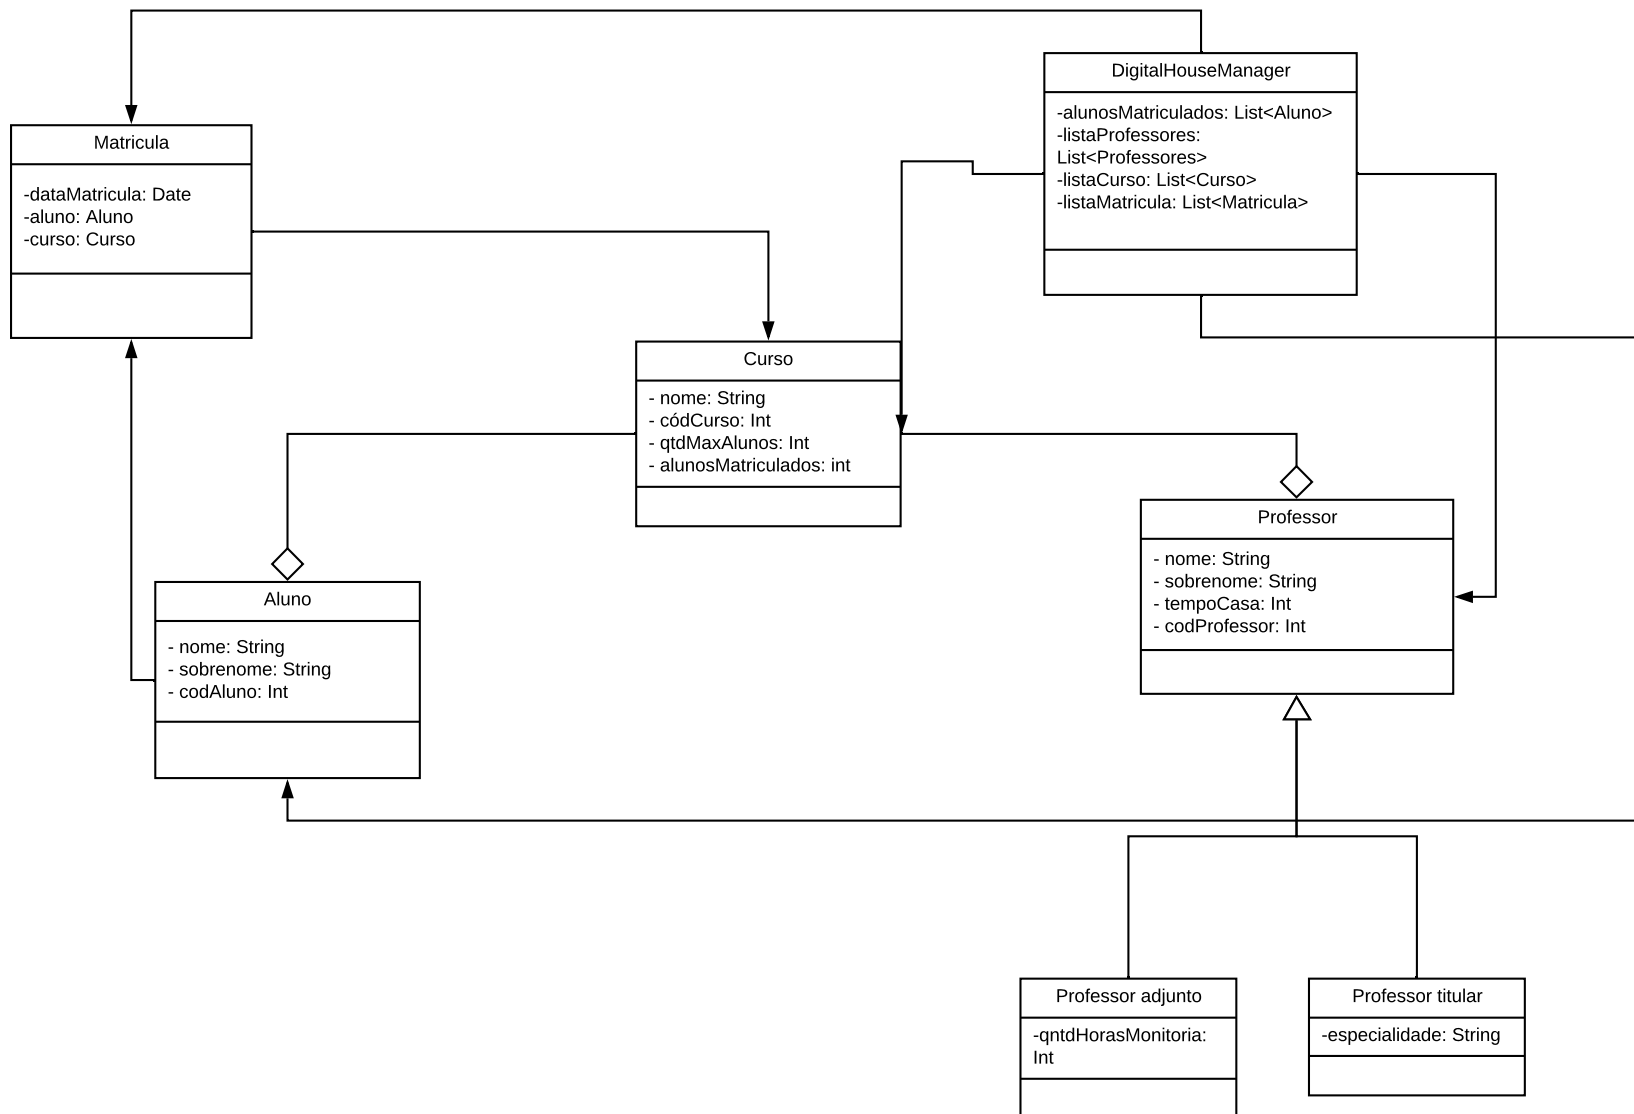 DigitalHouseManager
-alunosMatriculados: List<Aluno>
-listaProfessores:
List<Professores>
-listaCurso: List<Curso>
-listaMatricula: List<Matricula>
Matricula
-dataMatricula: Date
-aluno: Aluno
-curso: Curso
Curso
- nome: String
- códCurso: Int
- qtdMaxAlunos: Int
- alunosMatriculados: int
Professor
- nome: String
- sobrenome: String
- tempoCasa: Int
- codProfessor: Int
Aluno
- nome: String
- sobrenome: String
- codAluno: Int
Professor adjunto
-qntdHorasMonitoria:
Int
Professor titular
-especialidade: String